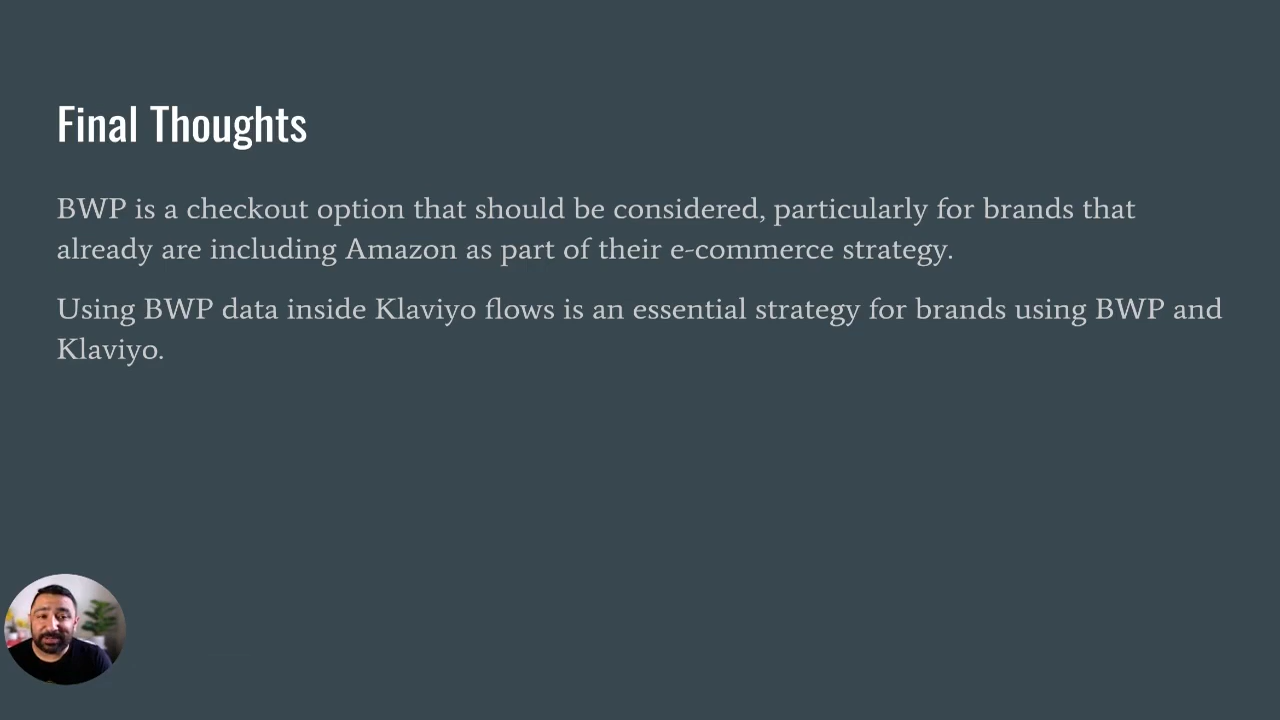 Final Thoughts
BWP is a checkout option that should be considered, particularly for brands that
already are including Amazon as part of their e-commerce strategy.
Using BWP data inside Klaviyo flows is an essential strategy for brands using BWP and
Klaviyo.